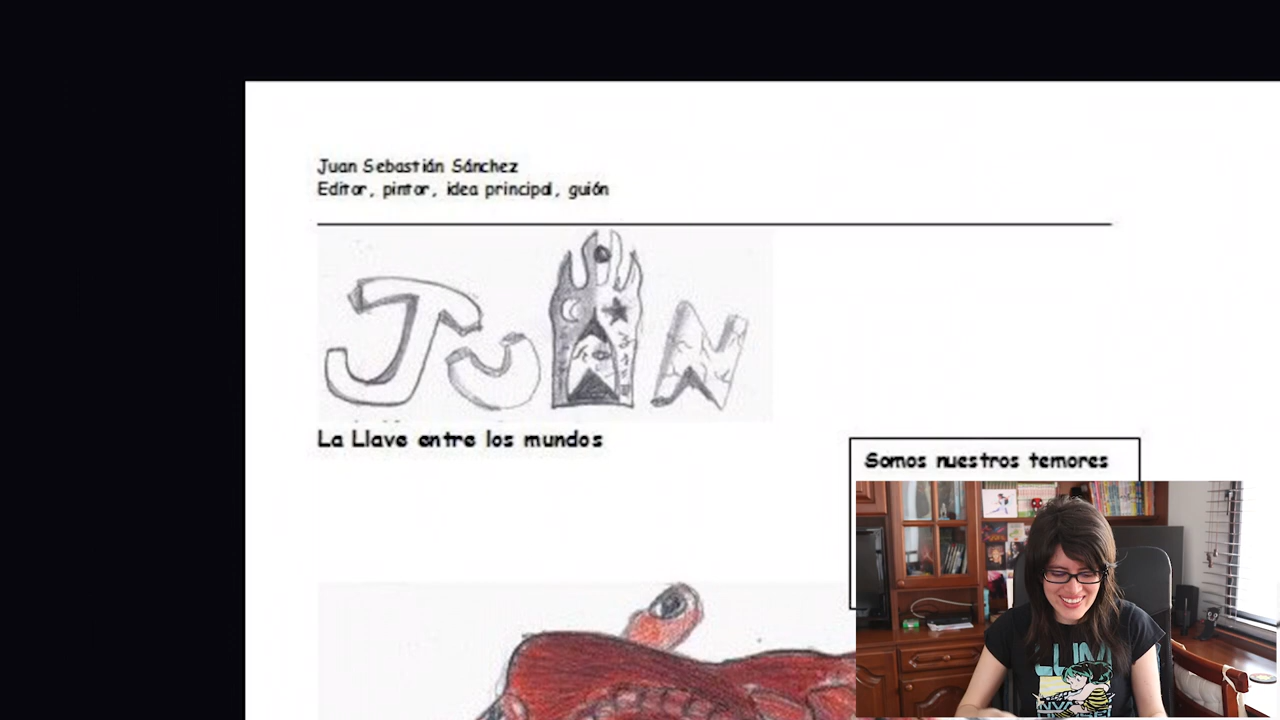 Juan Sebastián Sánchez
Editor, pintor, idea principal, guión
JUAN
La Llave entre los mundos
Somos nuestros temores